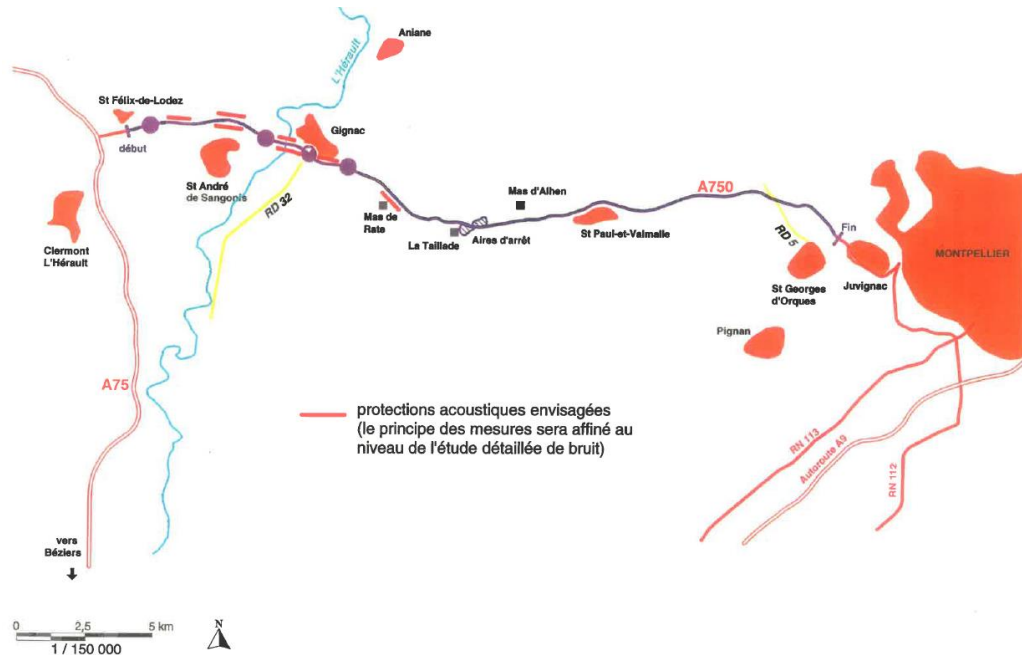 Aniane
L'Hérault
St Félix-de-Lodez
début
Gignac
St André
de Sangonis
RD 32
Clermont
L'Hérault
Mas de
Rate
La Taillade
Aires d'arrêt
Mas d'Alhen
St Paul-et-Valmalle
A750
RD 5
Fin
St Georges
d'Orques
Juvignac
MONTPELLIER
Pignan
A75
protections acoustiques envisagées
(le principe des mesures sera affiné au
niveau de l'étude détaillée de bruit)
RN 113
Autoroute A9
RN 112
vers
Béziers
0 2,5 5 km
1 / 150 000
N